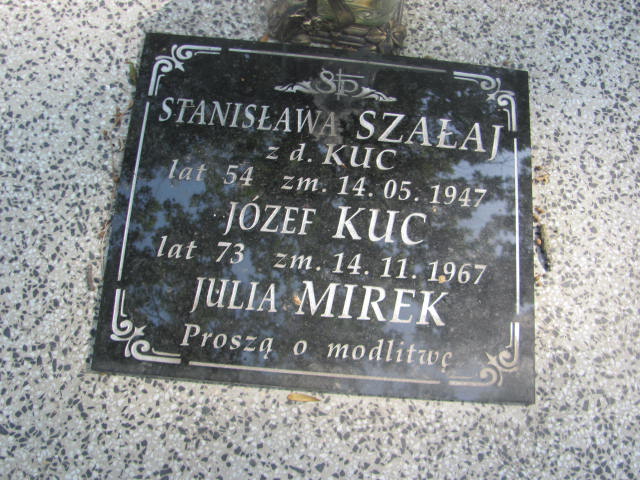 Ś†P
STANISŁAWA SZAŁAJ
z d. KUC
lat 54 zm. 14. 05. 1947
JÓZEF KUC
lat 73 zm. 14. 11. 1967
JULIA MIREK
Proszą o modlitwę